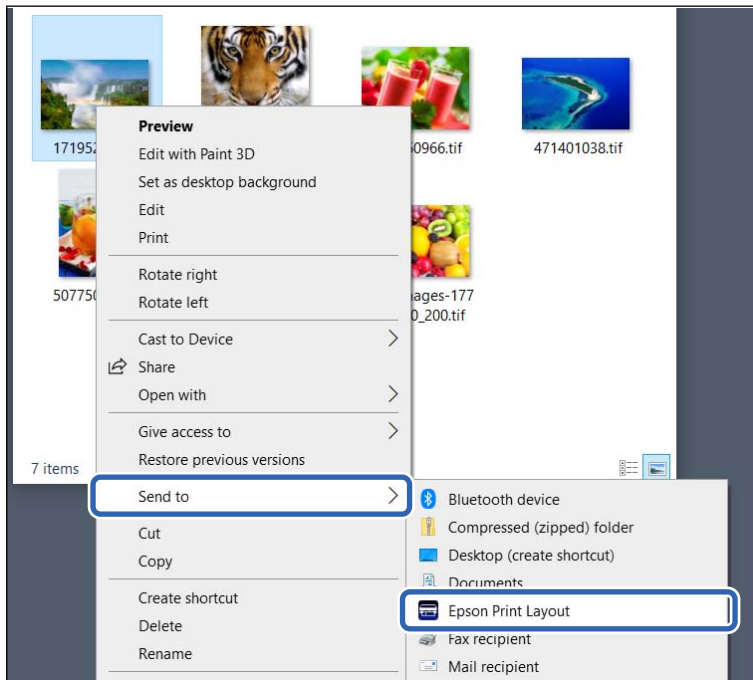 17195
0966.tif
471401038.tif
Preview
Edit with Paint 3D
Set as desktop background
Edit
Print
Rotate right
Rotate left
50775
ages-177
0_200.tif
Cast to Device
Share
Open with
Give access to
Restore previous versions
7 items
Send to
Cut
Copy
Create shortcut
Delete
Rename
Bluetooth device
Compressed (zipped) folder
Desktop (create shortcut)
Documents
Epson Print Layout
Fax recipient
Mail recipient